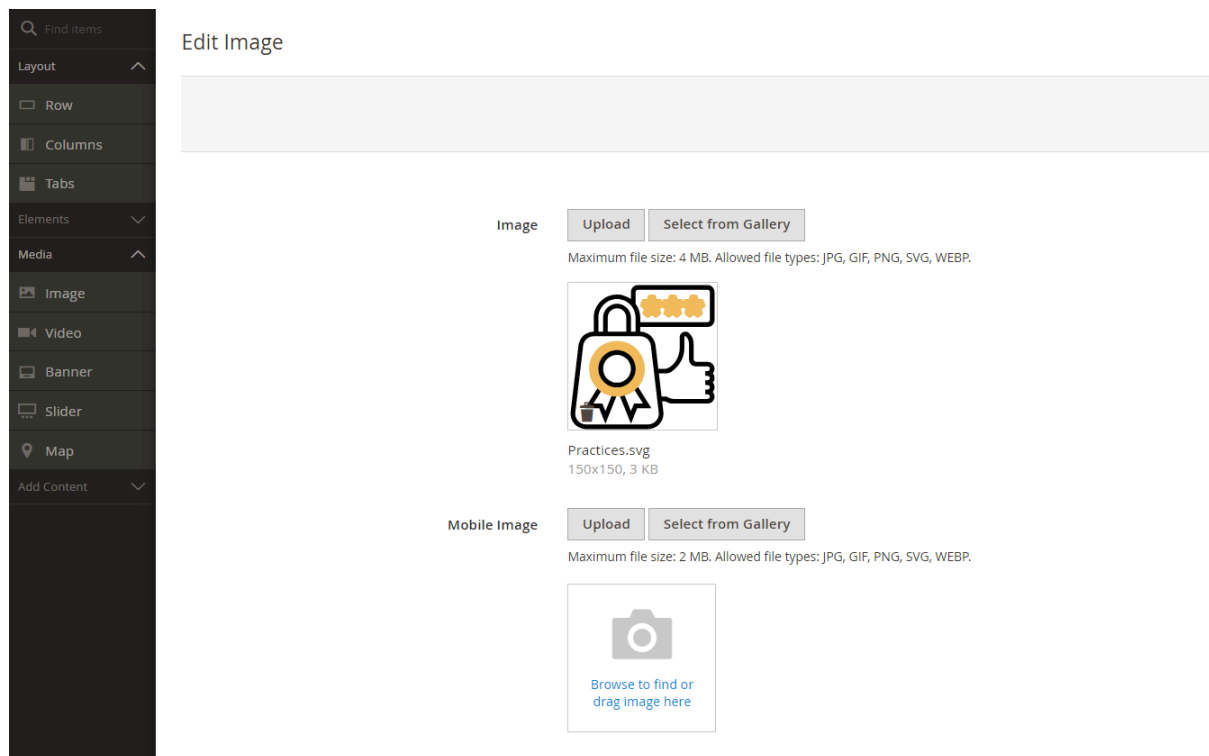 Find items
Layout
Row
Columns
Tabs
Elements
Media
Image
Video
Banner
Slider
Map
Add Content
Edit Image
Image
Upload
Select from Gallery
Maximum file size: 4 MB. Allowed file types: JPG, GIF, PNG, SVG, WEBP.
Practices.svg
150x150, 3 KB
Mobile Image
Upload
Select from Gallery
Maximum file size: 2 MB. Allowed file types: JPG, GIF, PNG, SVG, WEBP.
Browse to find or
drag image here